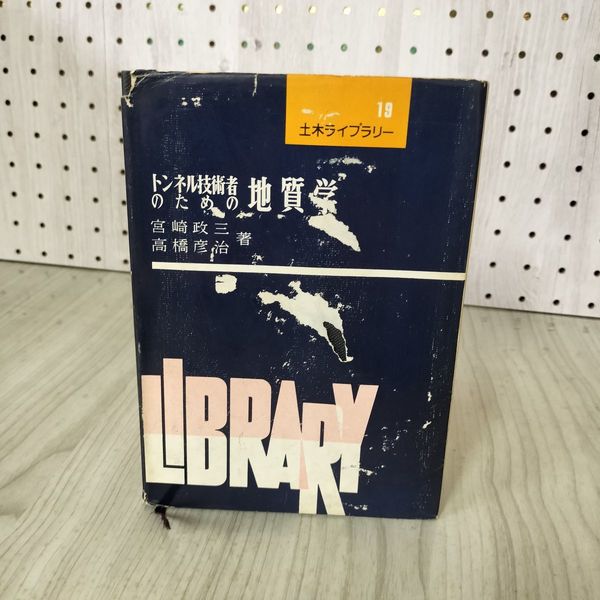 19
土木ライブラリー
トンネル技術者
のための 地質学
宮崎政三
高橋彦治 著
LIBRARY
LIBRARY